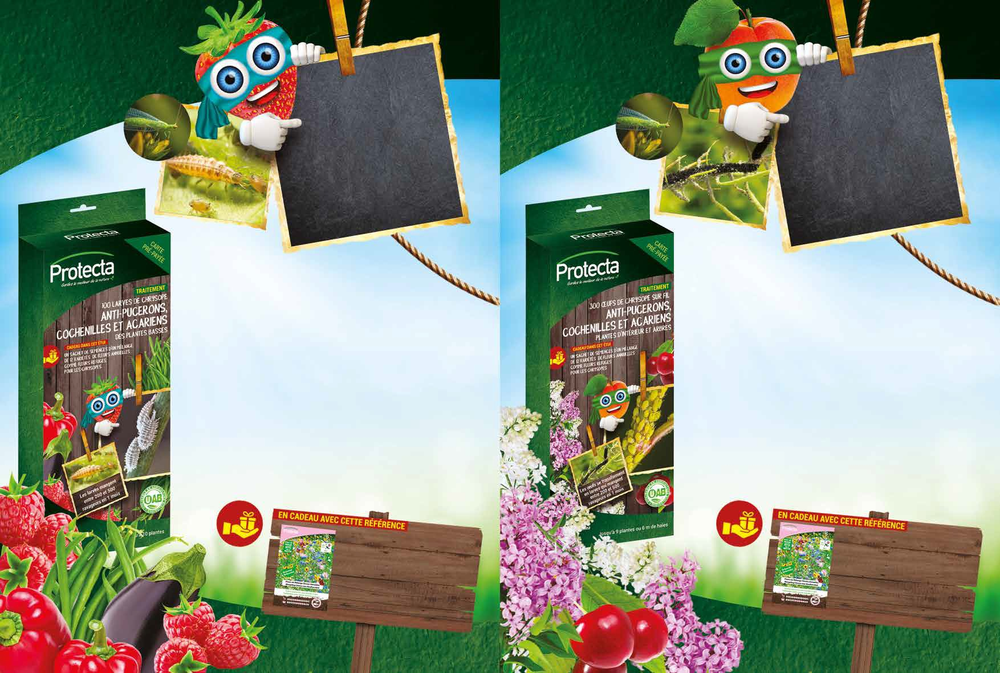 Protecta
CARTE
PRÉ-PAYÉE
Protecta
Gardez le meilleur de la nature
TRAITEMENT
100 LARVES DE CHRYSOPE
ANTI-PUCERONS,
COCHENILLES ET ACARIENS
DES PLANTES BASSES
CADEAU DANS CET ÉTUI
UN SACHET DE SEMENCES D'UN MÉLANGE
DE 12 VARIÉTÉS DE FLEURS ANNUELLES
COMME FLEURS REFUGES
POUR LES CHRYSOPES
Les larves mangent
entre 200 et 500
ravageurs en 1 mois
UAB
10 plantes
EN CADEAU AVEC CETTE RÉFÉRENCE
Protecta
CARTE
PRÉ-PAYÉE
Protecta
Gardez le meilleur de la nature
TRAITEMENT
300 ŒUFS DE CHRYSOPE SUR FIL
ANTI-PUCERONS,
COCHENILLES ET ACARIENS
PLANTES D'INTÉRIEUR ET ARBRES
CADEAU DANS CET ÉTUI
UN SACHET DE SEMENCES D'UN MÉLANGE
DE 12 VARIÉTÉS DE FLEURS ANNUELLES
COMME FLEURS REFUGES
POUR LES CHRYSOPES
Les œufs se transforment
en larves qui mangent
entre 200 et 500
ravageurs en 1 mois
UAB
Jusqu'à 9 plantes ou 6 m de haies
EN CADEAU AVEC CETTE RÉFÉRENCE